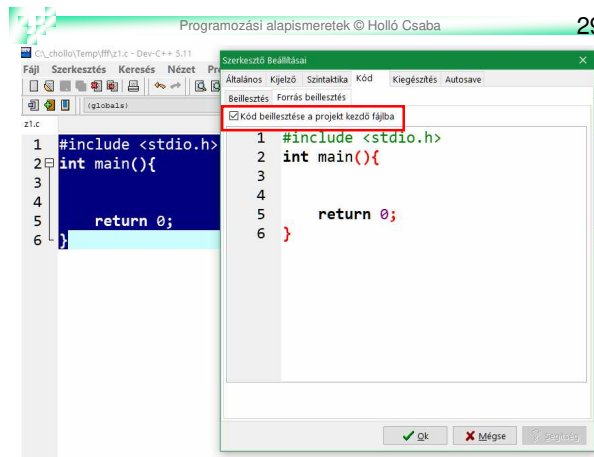 Programozási alapismeretek © Holló Csaba
29
C:\_chollo\Temp\fff\z1.c - Dev-C++ 5.11
Fájl Szerkesztés Keresés Nézet
(globals)
z1.c
1 #include <stdio.h>
2 int main(){
3
4
5 return 0;
6 }
Szerkesztő Beállításai
Általános Kijelző Szintaktika Kód Kiegészítés Autosave
Beillesztés Forrás beillesztés
Kód beillesztése a projekt kezdő fájlba
1 #include <stdio.h>
2 int main(){
3
4
5 return 0;
6 }
Ok Mégse Segítség